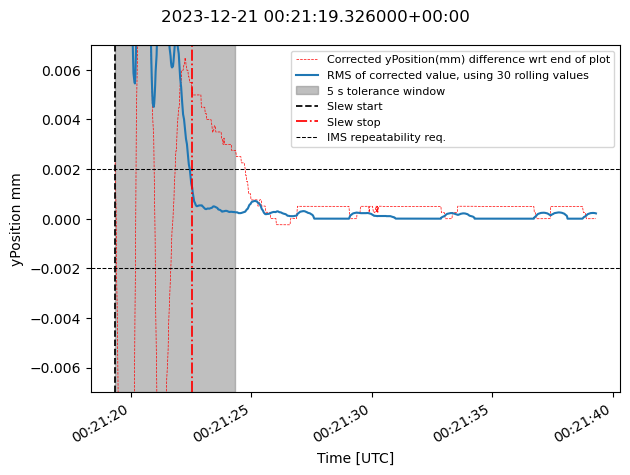 2023-12-21 00:21:19.326000+00:00
Corrected yPosition(mm) difference wrt end of plot
RMS of corrected value, using 30 rolling values
5 s tolerance window
Slew start
Slew stop
IMS repeatability req.
yPosition mm
0.006
0.004
0.002
0.000
−0.002
−0.004
−0.006
00:21:20
00:21:25
00:21:30
00:21:35
00:21:40
Time [UTC]